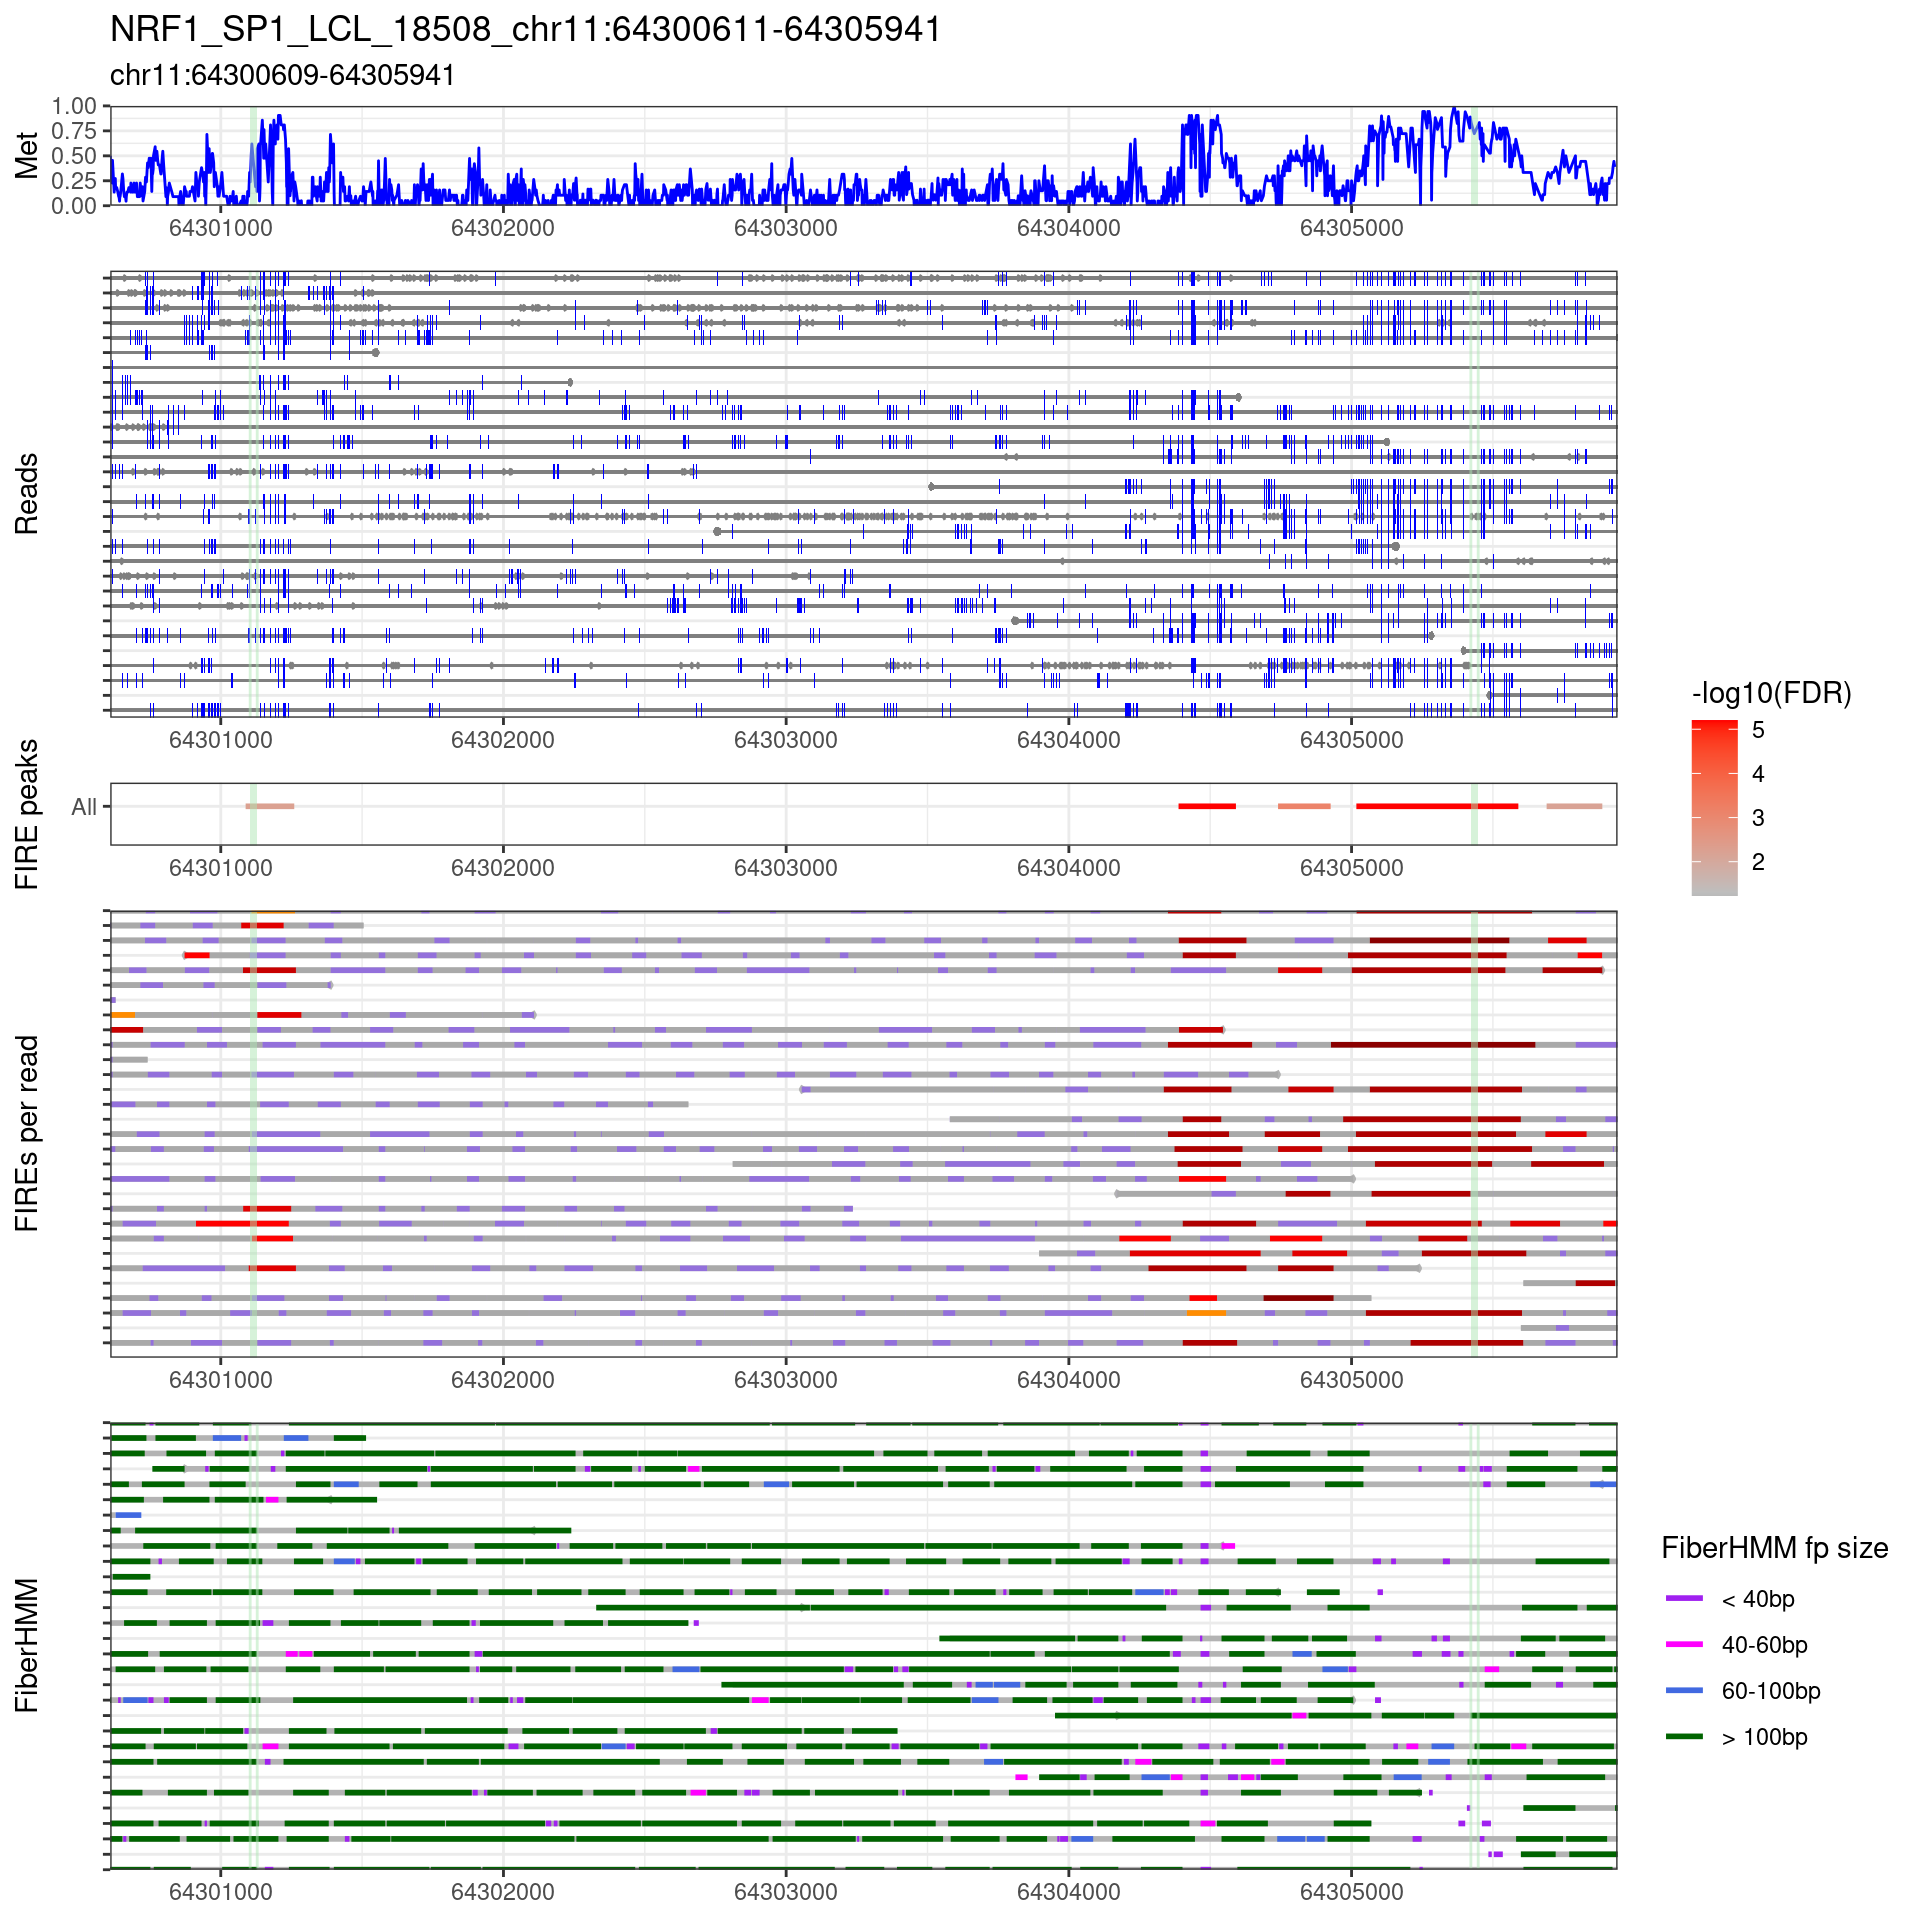 NRF1_SP1_LCL_18508_chr11:64300611-64305941
chr11:64300609-64305941
Met
1.00
0.75
0.50
0.25
0.00
64301000 64302000 64303000 64304000 64305000
Reads
64301000 64302000 64303000 64304000 64305000
FIRE peaks
All
64301000 64302000 64303000 64304000 64305000
-log10(FDR)
5
4
3
2
FIREs per read
64301000 64302000 64303000 64304000 64305000
FiberHMM
64301000 64302000 64303000 64304000 64305000
FiberHMM fp size
< 40bp
40-60bp
60-100bp
> 100bp